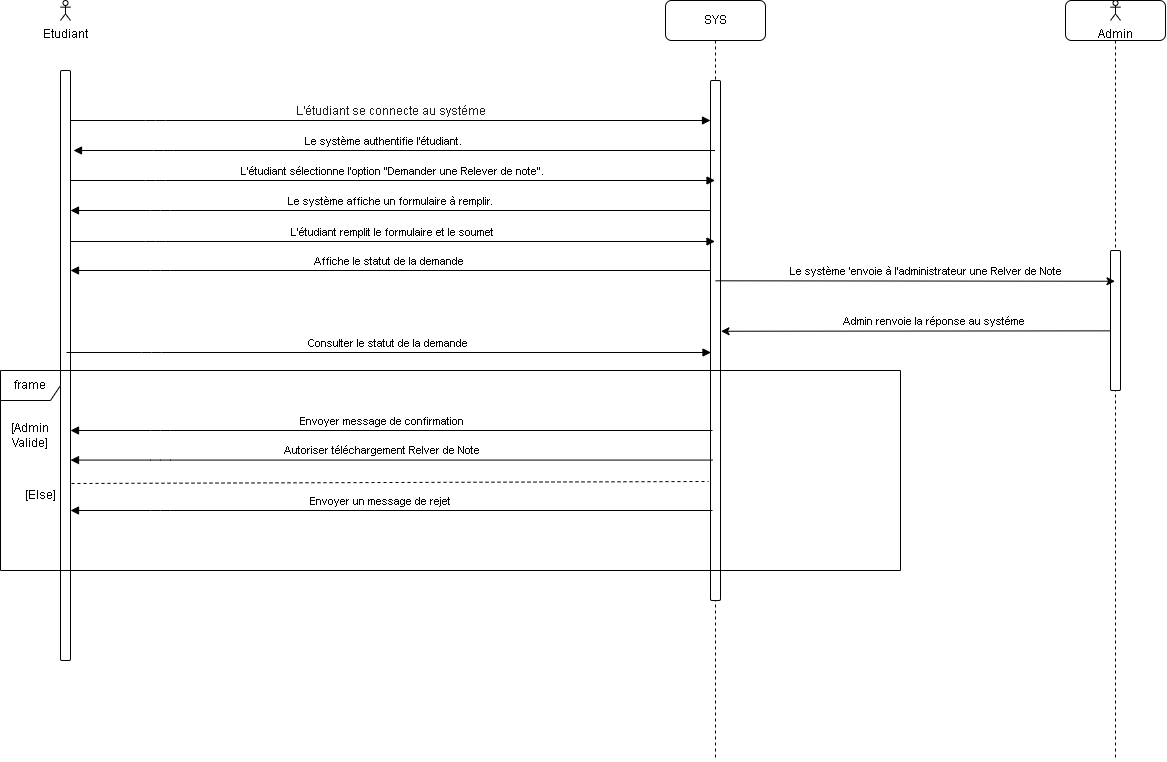 Etudiant
SYS
Admin
L'étudiant se connecte au systéme
Le système authentifie l'étudiant.
L'étudiant sélectionne l'option "Demander une Relever de note".
Le système affiche un formulaire à remplir.
L'étudiant remplit le formulaire et le soumet
Affiche le statut de la demande
Le système 'envoie à l'administrateur une Relver de Note
Admin renvoie la réponse au systéme
Consulter le statut de la demande
frame
[Admin
Valide]
Envoyer message de confirmation
Autoriser téléchargement Relver de Note
[Else]
Envoyer un message de rejet